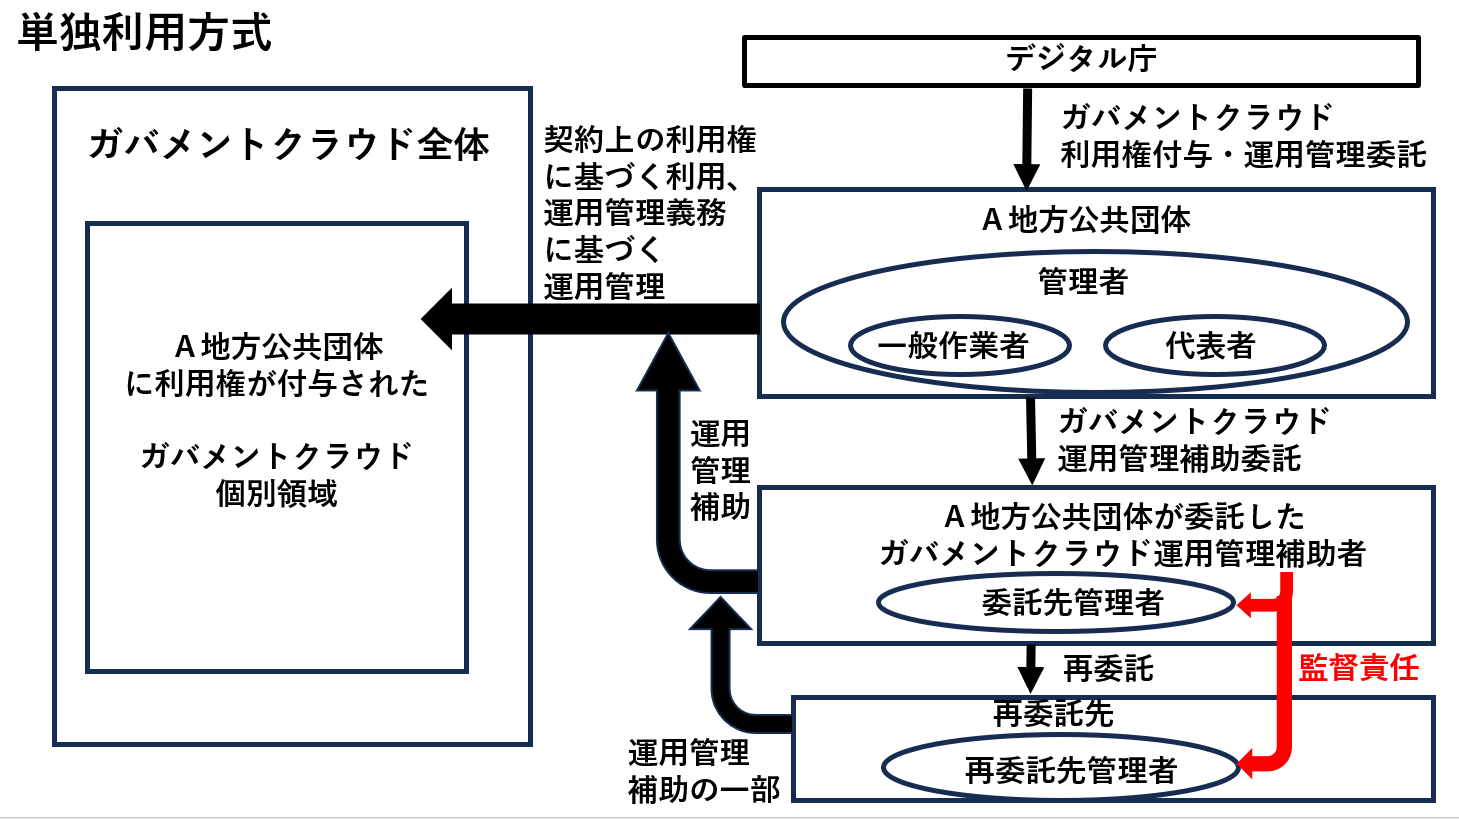 単独利用方式
デジタル庁
ガバメントクラウド
利用権付与・運用管理委託
ガバメントクラウド全体
契約上の利用権
に基づく利用、
運用管理義務
に基づく
運用管理
A 地方公共団体
管理者
一般作業者
代表者
A 地方公共団体
に利用権が付与された
ガバメントクラウド
個別領域
ガバメントクラウド
運用管理補助委託
運用
管理
補助
A 地方公共団体が委託した
ガバメントクラウド運用管理補助者
委託先管理者
再委託
監督責任
再委託先
再委託先管理者
運用管理
補助の一部